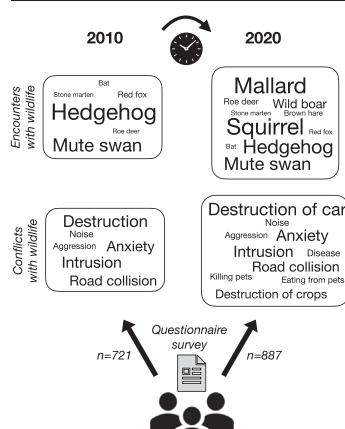 2010
2020
Encounters
with wildlife
Bat
Stone marten
Red fox
Hedgehog
Roe deer
Mute swan
Mallard
Roe deer
Wild boar
Stone marten
Brown hare
Squirrel
Red fox
Bat
Hedgehog
Mute swan
Conflicts
with wildlife
Destruction
Noise
Aggression
Anxiety
Intrusion
Road collision
Destruction of car
Noise
Aggression
Anxiety
Intrusion
Disease
Road collision
Killing pets
Eating from pets
Destruction of crops
Questionnaire
survey
n=721
n=887